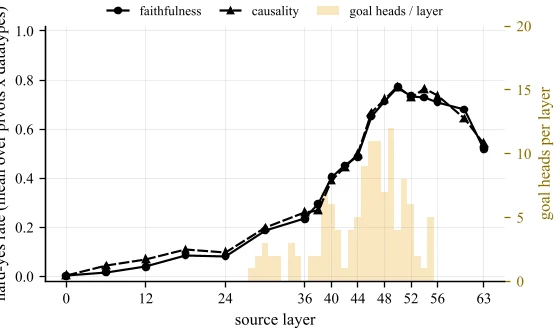 faithfulness causality goal heads / layer
hard-yes rate (mean over pivots x datatypes)
1.0
0.8
0.6
0.4
0.2
0.0
20
15
10
5
0
goal heads per layer
0 12 24 36 40 44 48 52 56 63
source layer